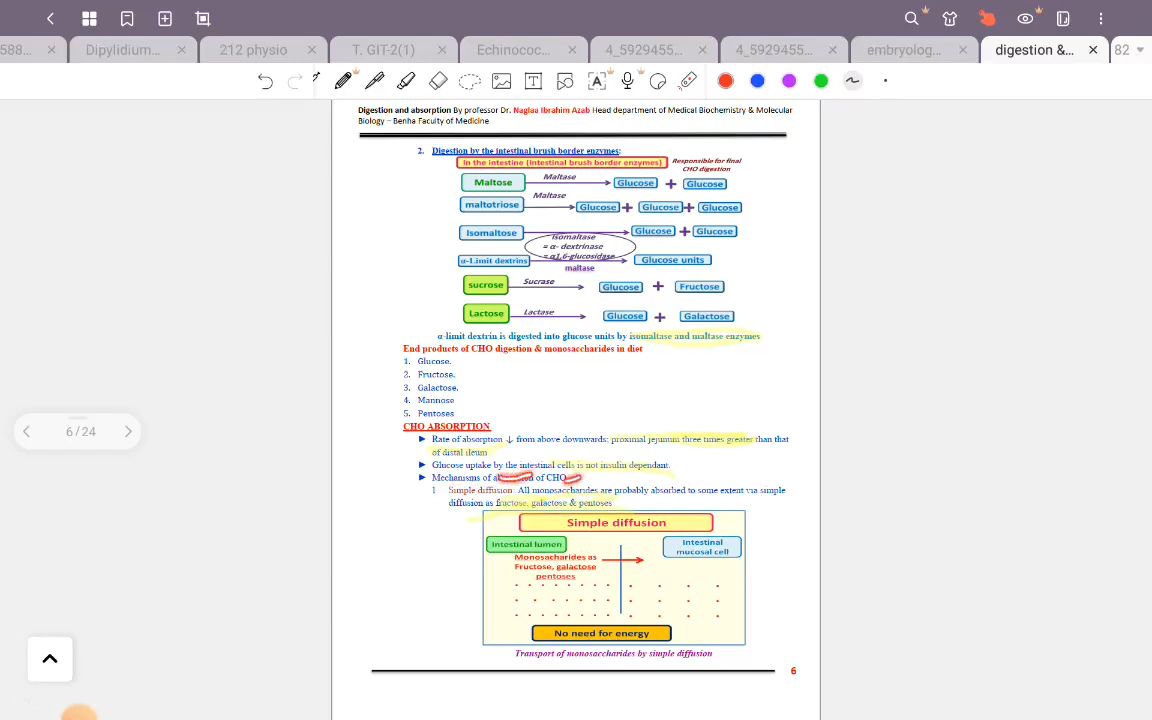 588...
Dipylidium...
212 physio
T. GIT-2(1)
Echinococ...
4_5929455...
4_5929455...
embryolog...
digestion &...
82
Digestion and absorption By professor Dr. Naglaa Ibrahim Azab Head department of Medical Biochemistry & Molecular
Biology – Benha Faculty of Medicine
2. Digestion by the intestinal brush border enzymes:
In the intestine (Intestinal brush border enzymes)
Responsible for final
CHO digestion
Maltose Maltase Glucose + Glucose
maltotriose Maltase Glucose + Glucose + Glucose
Isomaltose Glucose + Glucose
isomaltase
= α- dextrinase
= α1,6-glucosidase
α-Limit dextrins Glucose units
maltase
sucrose Sucrase Glucose + Fructose
Lactose Lactase Glucose + Galactose
α-limit dextrin is digested into glucose units by isomaltase and maltase enzymes
End products of CHO digestion & monosaccharides in diet
1. Glucose.
2. Fructose.
3. Galactose.
4. Mannose
5. Pentoses
CHO ABSORPTION
► Rate of absorption ↓ from above downwards; proximal jejunum three times greater than that
of distal ileum
► Glucose uptake by the intestinal cells is not insulin dependant.
► Mechanisms of absorption of CHO
1 Simple diffusion: All monosaccharides are probably absorbed to some extent via simple
diffusion as fructose, galactose & pentoses
Simple diffusion
Intestinal lumen
Intestinal
mucosal cell
Monosacharides as
Fructose, galactose
pentoses
No need for energy
Transport of monosaccharides by simple diffusion
6
6/24